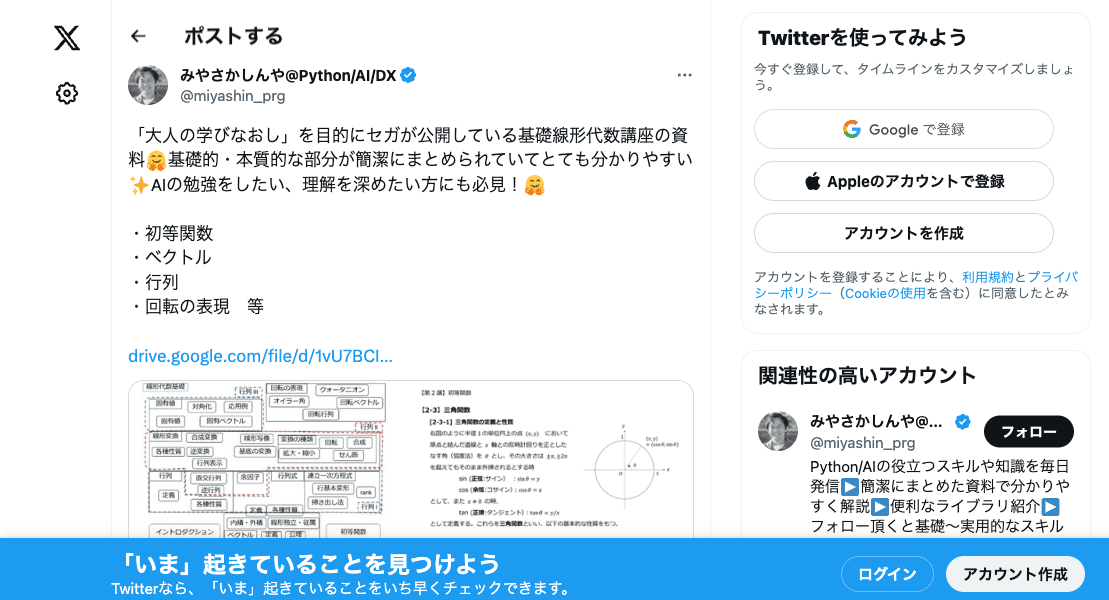 ポストする
みやさかしんや@Python/AI/DX
@miyashin_prg
「大人の学びなおし」を目的にセガが公開している基礎線形代数講座の資
料🤗基礎的・本質的な部分が簡潔にまとめられていてとても分かりやすい
✨AIの勉強をしたい、理解を深めたい方にも必見！🤗
・初等関数
・ベクトル
・行列
・回転の表現　等
drive.google.com/file/d/1vU7BCI...
線形代数基礎
行列 III
固有値
対角化
応用例
固有値
固有ベクトル
回転の表現
クォータニオン
オイラー角
回転ベクトル
回転行列
行列 II
線形変換
合成変換
線形写像
変換の種類
回転
合成
各種性質
逆変換
基底の変換
拡大・縮小
せん断
行列表示
行列
直交行列
余因子
行列式
連立一次方程式
定義
逆行列
行基本変形
rank
各種性質
掃き出し法
定義
各種性質
行列 I
イントロダクション
内積・外積
線形独立・従属
初等関数
ベクトル
定義
公理
【第２講】初等関数
【2-3】三角関数
【2-3-1】三角関数の定義と性質
右図のように半径 1 の単位円上の点 (x, y) において
原点と結んだ直線と x 軸との反時計回りを正とした
なす角（弧度法）を θ とし、その大きさは ±π, ±2π
を超えてもそのまま外挿されるとする時
sin (正弦:サイン) : sin θ = y
cos (余弦:コサイン) : cos θ = x
として、また x ≠ 0 の時、
tan (正接:タンジェント) : tan θ = y/x
として定義する。これらを三角関数といい、以下の基本的な性質をもつ。
y
1
(x, y)
= (cos θ, sin θ)
θ
0
1
x
Twitterを使ってみよう
今すぐ登録して、タイムラインをカスタマイズしましょ
う。
Google で登録
Appleのアカウントで登録
アカウントを作成
アカウントを登録することにより、利用規約とプライバ
シーポリシー（Cookieの使用を含む）に同意したとみ
なされます。
関連性の高いアカウント
みやさかしんや@...
@miyashin_prg
フォロー
Python/AIの役立つスキルや知識を毎日
発信▶️簡潔にまとめた資料で分かりや
すく解説▶️便利なライブラリ紹介▶️
フォロー頂くと基礎〜実用的なスキル
「いま」起きていることを見つけよう
Twitterなら、「いま」起きていることをいち早くチェックできます。
ログイン
アカウント作成